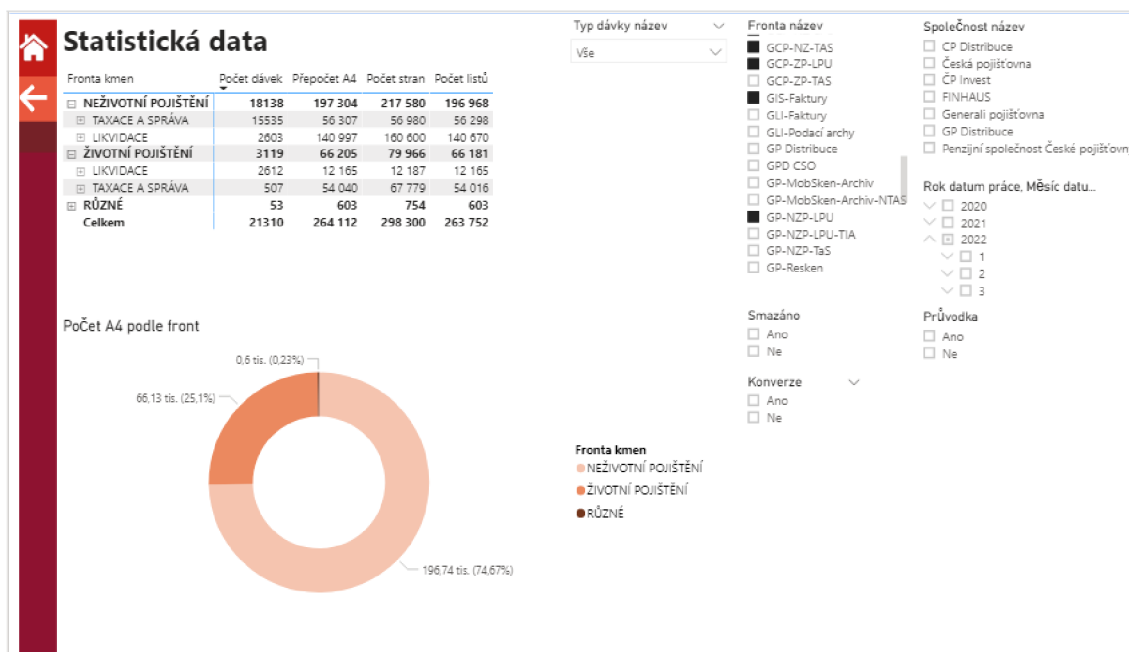 Statistická data
Fronta kmen Počet dávek Přepočet A4 Počet stran Počet listů
NEŽIVOTNÍ POJIŠTĚNÍ 18138 197 304 217 580 196 968
TAXACE A SPRÁVA 15535 56 307 56 980 56 298
LIKVIDACE 2603 140 997 160 600 140 670
ŽIVOTNÍ POJIŠTĚNÍ 3119 66 205 79 966 66 181
LIKVIDACE 2612 12 165 12 187 12 165
TAXACE A SPRÁVA 507 54 040 67 779 54 016
RŮZNÉ 53 603 754 603
Celkem 21310 264 112 298 300 263 752
Typ dávky název
Vše
Fronta název
GCP-NZ-TAS
GCP-ZP-LPU
GCP-ZP-TAS
GIS-Faktury
GLI-Faktury
GLI-Podací archy
GP Distribuce
GPD CSO
GP-MobSken-Archiv
GP-MobSken-Archiv-NTAS
GP-NZP-LPU
GP-NZP-LPU-TIA
GP-NZP-TaS
GP-Resken
Společnost název
CP Distribuce
Česká pojišťovna
ČP Invest
FINHAUS
Generali pojišťovna
GP Distribuce
Penzijní společnost České pojišťovny
Rok datum práce, Měsíc datu...
2020
2021
2022
1
2
3
Smazáno
Ano
Ne
Průvodka
Ano
Ne
Konverze
Ano
Ne
Počet A4 podle front
0,6 tis. (0,23%)
66,13 tis. (25,1%)
196,74 tis. (74,67%)
Fronta kmen
NEŽIVOTNÍ POJIŠTĚNÍ
ŽIVOTNÍ POJIŠTĚNÍ
RŮZNÉ